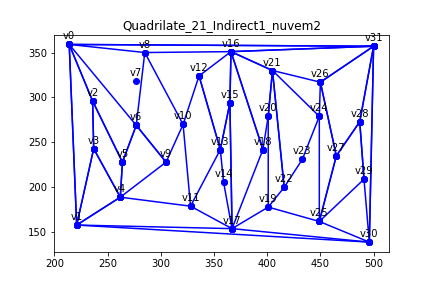 Quadrilate_21_Indirect1_nuvem2
v0
v31
v8
v16
v21
v7
v12
v26
v2
v15
v20
v24
v28
v6
v10
v3
v13
v18
v27
v5
v9
v23
v14
v22
v29
v4
v11
v19
v1
v17
v25
v30
350
300
250
200
150
200
250
300
350
400
450
500